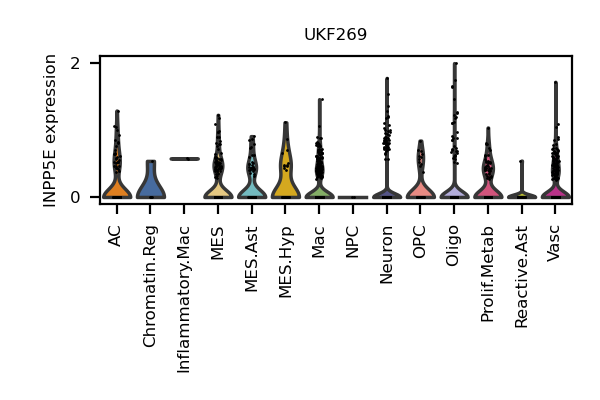 UKF269
INPP5E expression
2
0
AC
Chromatin.Reg
Inflammatory.Mac
MES
MES.Ast
MES.Hyp
Mac
NPC
Neuron
OPC
Oligo
Prolif.Metab
Reactive.Ast
Vasc